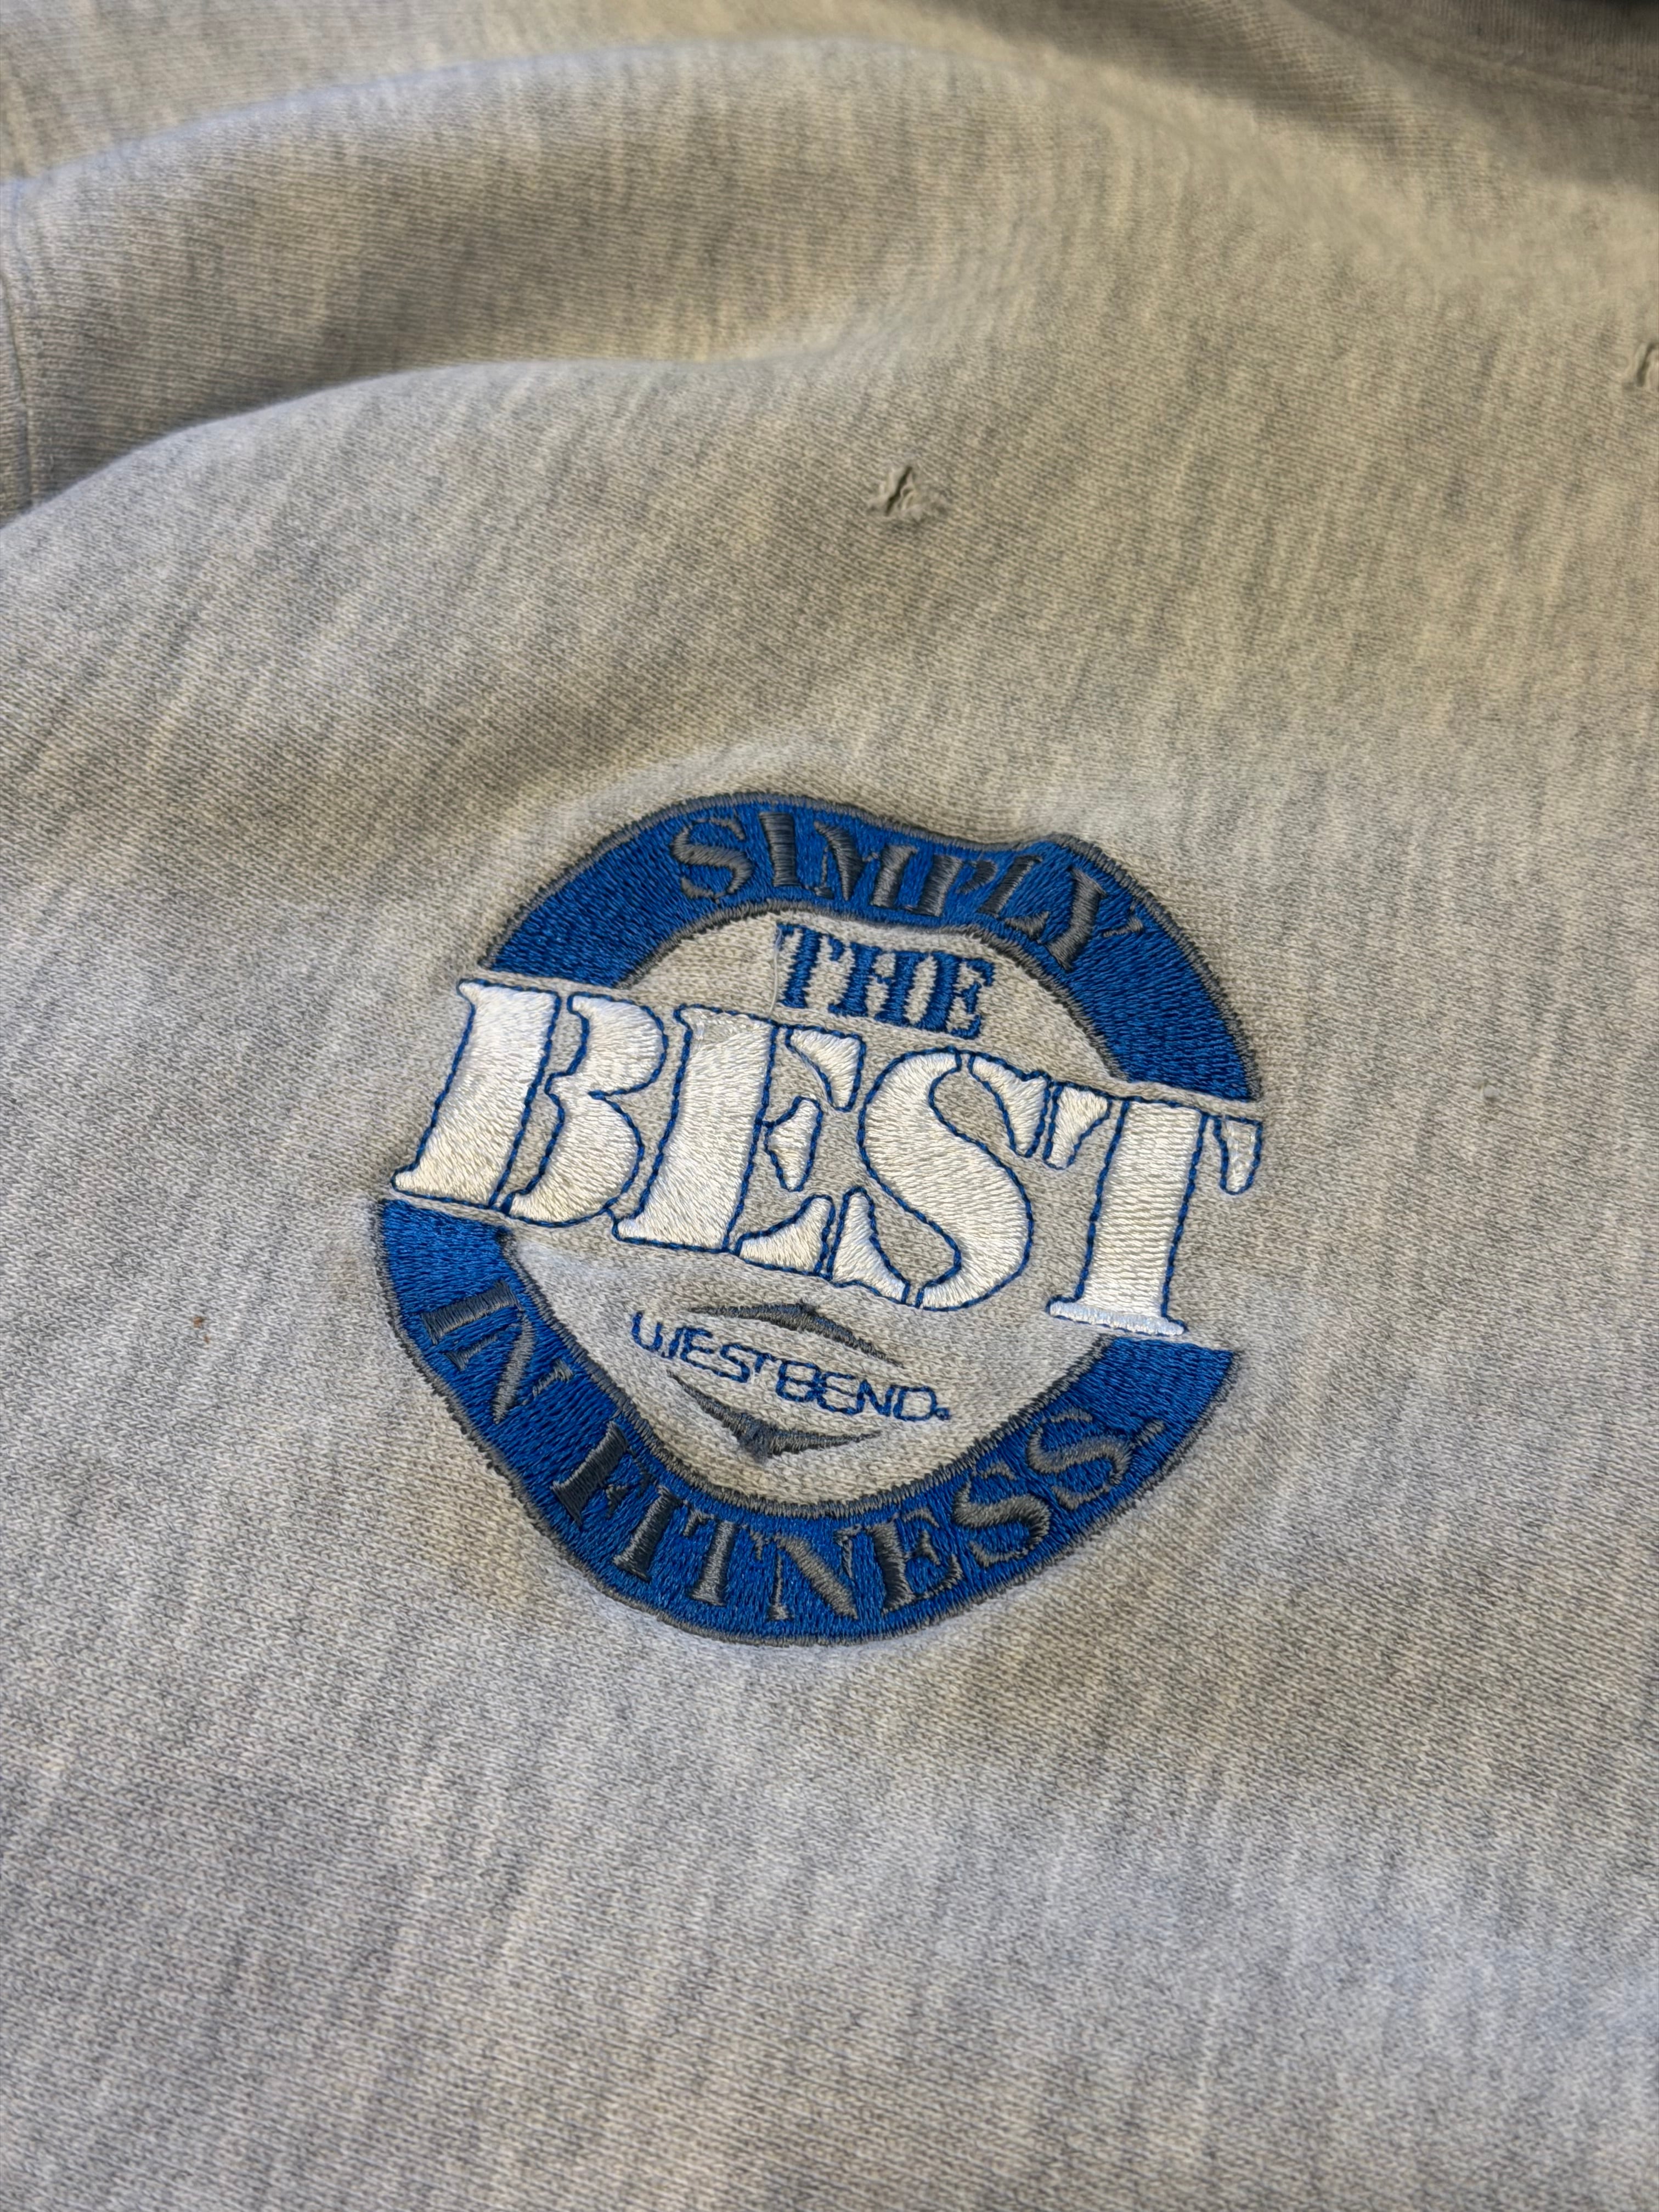 SIMPLY
THE
BEST
WEST BEND®
IN FITNESS.